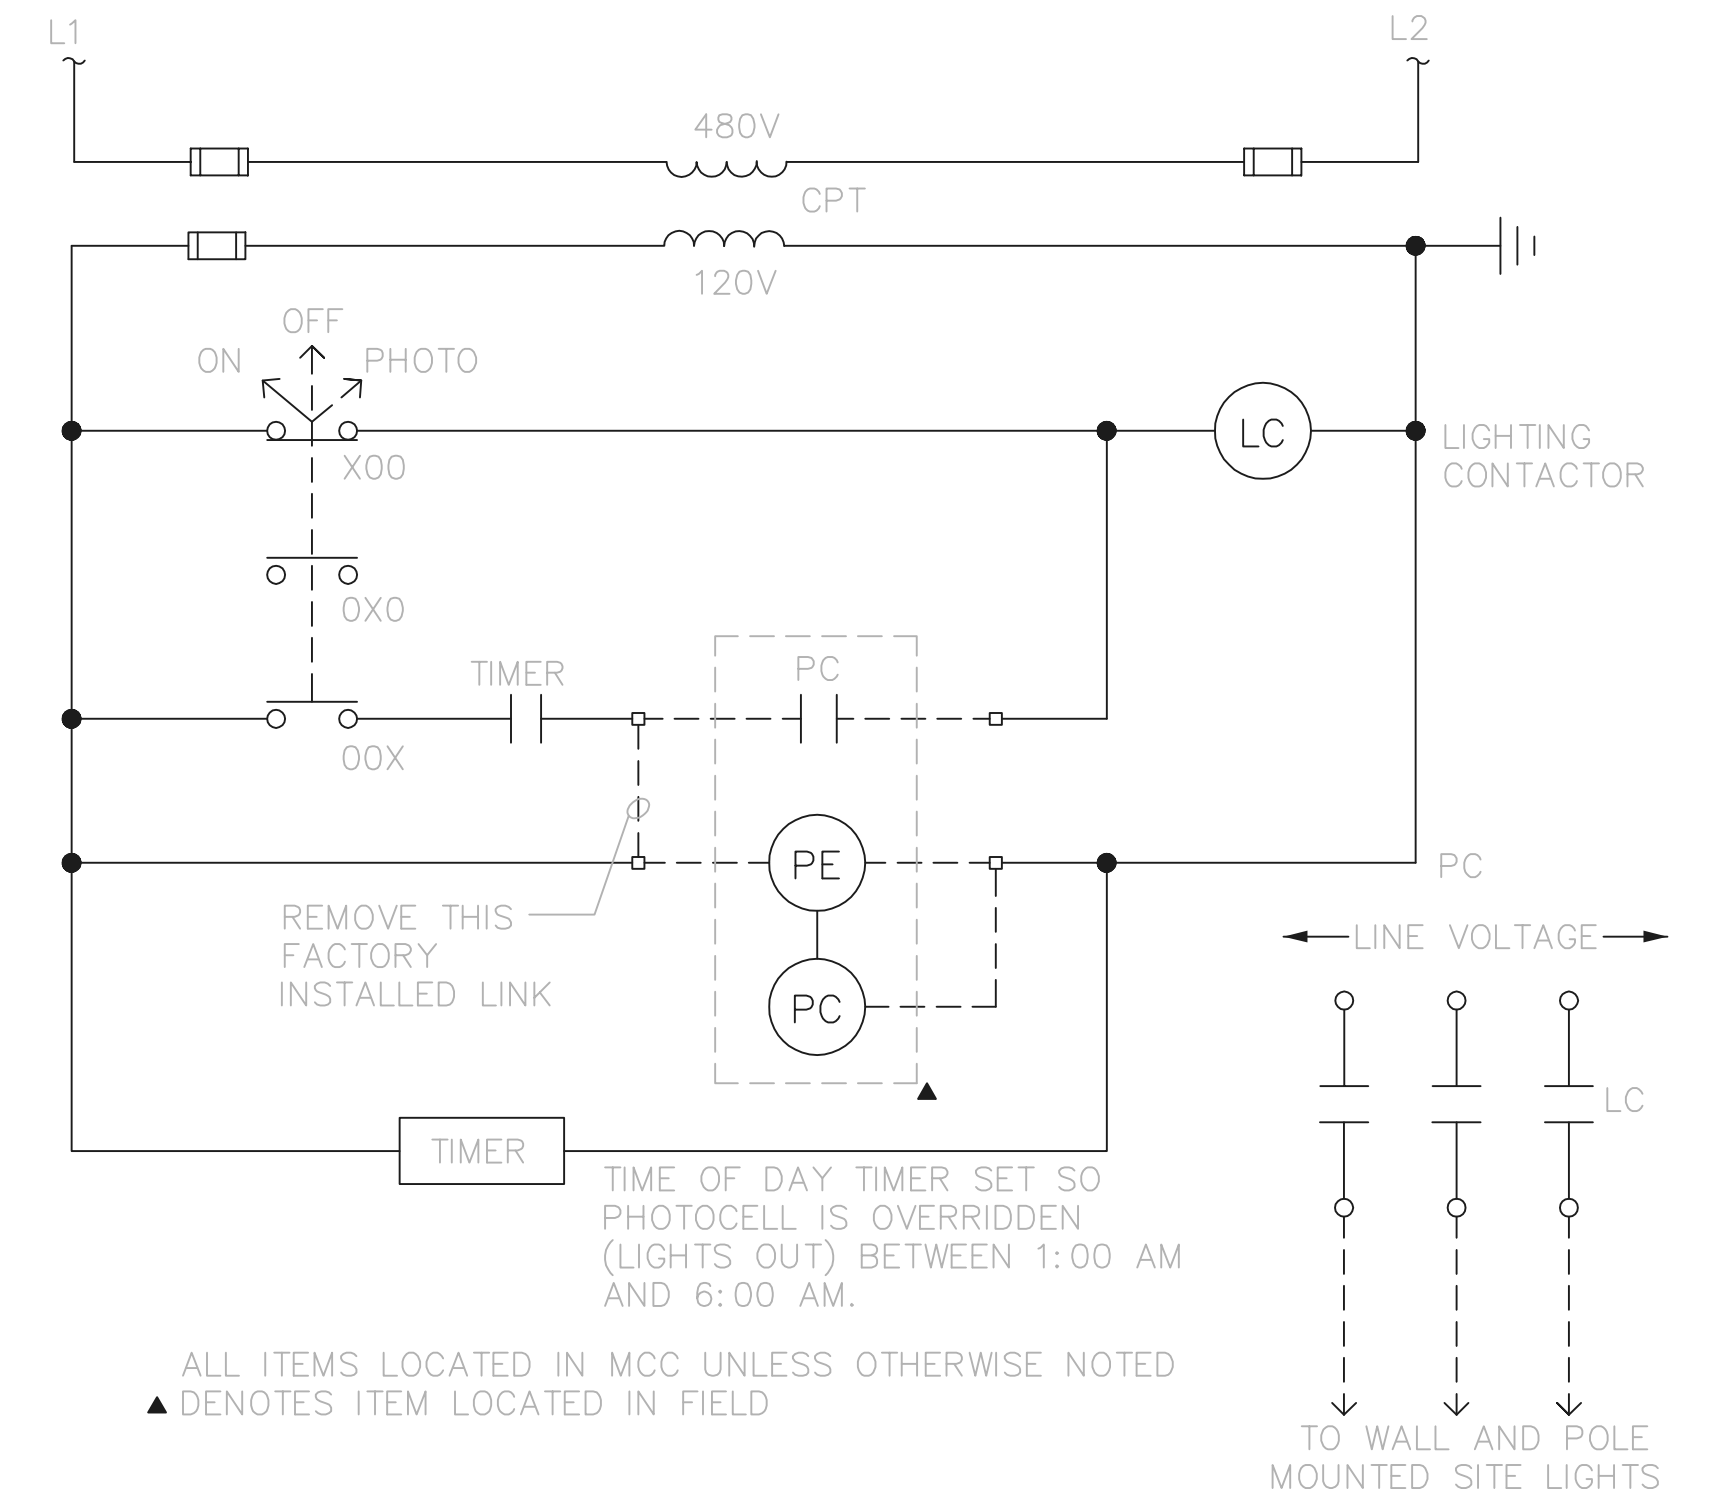 L1
L2
480V
CPT
120V
OFF
ON
PHOTO
X00
LC
LIGHTING
CONTACTOR
0X0
TIMER
PC
00X
PE
PC
REMOVE THIS
FACTORY
INSTALLED LINK
PC
LINE VOLTAGE
LC
TIMER
TIME OF DAY TIMER SET SO
PHOTOCELL IS OVERRIDDEN
(LIGHTS OUT) BETWEEN 1:00 AM
AND 6:00 AM.
ALL ITEMS LOCATED IN MCC UNLESS OTHERWISE NOTED
DENOTES ITEM LOCATED IN FIELD
TO WALL AND POLE
MOUNTED SITE LIGHTS